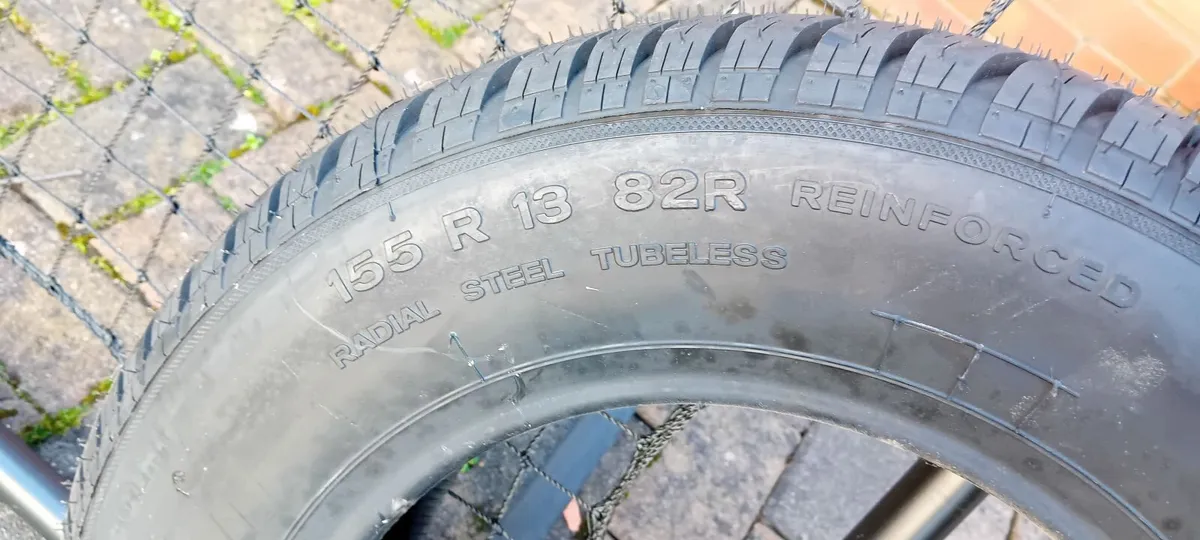 155 R 13 82R REINFORCED
RADIAL STEEL TUBELESS